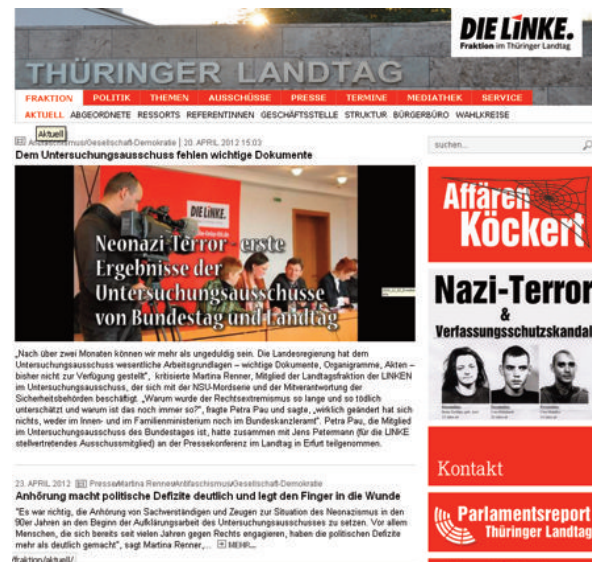 DIE LINKE.
Fraktion im Thüringer Landtag
THÜRINGER LANDTAG
FRAKTION POLITIK THEMEN AUSSCHÜSSE PRESSE TERMINE MEDIATHEK SERVICE
AKTUELL ABGEORDNETE RESSORTS REFERENTINNEN GESCHÄFTSSTELLE STRUKTUR BÜRGERBÜRO WAHLKREISE
Aktuell
Antifaschismus/Gesellschaft-Demokratie | 20. APRIL 2012 15:03
Dem Untersuchungsausschuss fehlen wichtige Dokumente
DIE LINKE.
Neonazi-Terror - erste
Ergebnisse der
Untersuchungsausschüsse
von Bundestag und Landtag
„Nach über zwei Monaten können wir mehr als ungeduldig sein. Die Landesregierung hat dem
Untersuchungsausschuss wesentliche Arbeitsgrundlagen – wichtige Dokumente, Organigramme, Akten –
bisher nicht zur Verfügung gestellt", kritisierte Martina Renner, Mitglied der Landtagsfraktion der LINKEN
im Untersuchungsausschuss, der sich mit der NSU-Mordserie und der Mitverantwortung der
Sicherheitsbehörden beschäftigt. „Warum wurde der Rechtsextremismus so lange und so tödlich
unterschätzt und warum ist das noch immer so?", fragte Petra Pau und sagte, „wirklich geändert hat sich
nichts, weder im Innen- und im Familienministerium noch im Bundeskanzleramt". Petra Pau, die Mitglied
im Untersuchungsausschuss des Bundestages ist, hatte zusammen mit Jens Petermann (für die LINKE
stellvertretendes Ausschussmitglied) an der Pressekonferenz im Landtag in Erfurt teilgenommen.
23. APRIL 2012 Presse/Martina Renner/Antifaschismus/Gesellschaft-Demokratie
Anhörung macht politische Defizite deutlich und legt den Finger in die Wunde
"Es war richtig, die Anhörung von Sachverständigen und Zeugen zur Situation des Neonazismus in den
90er Jahren an den Beginn der Aufklärungsarbeit des Untersuchungsausschusses zu setzen. Vor allem
Menschen, die sich bereits seit vielen Jahren gegen Rechts engagieren, haben die politischen Defizite
mehr als deutlich gemacht", sagt Martina Renner,... MEHR...
/fraktion/aktuell/
suchen...
Affären
Köckert
Nazi-Terror
&
Verfassungsschutzskandal
Kontakt
Parlamentsreport
Thüringer Landtag